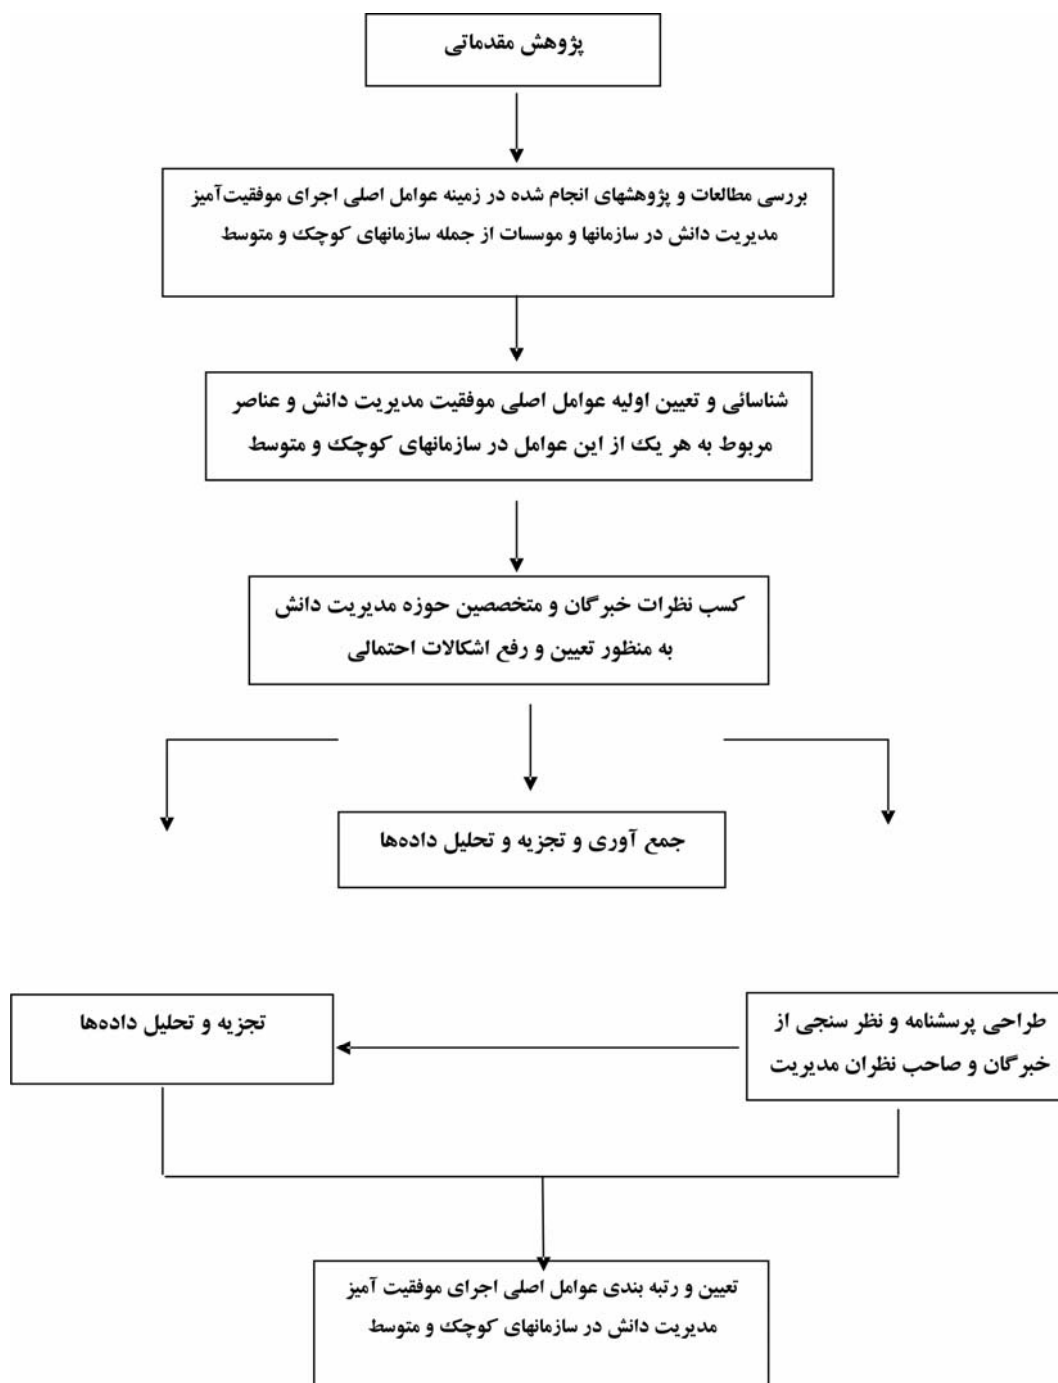 پژوهش مقدماتی
بررسی مطالعات و پژوهشهای انجام شده در زمینه عوامل اصلی اجرای موفقیت‌آمیز
مدیریت دانش در سازمانها و موسسات از جمله سازمانهای کوچک و متوسط
شناسائی و تعیین اولیه عوامل اصلی موفقیت مدیریت دانش و عناصر
مربوط به هر یک از این عوامل در سازمانهای کوچک و متوسط
کسب نظرات خبرگان و متخصصین حوزه مدیریت دانش
به منظور تعیین و رفع اشکالات احتمالی
جمع آوری و تجزیه و تحلیل داده‌ها
طراحی پرسشنامه و نظر سنجی از
خبرگان و صاحب نظران مدیریت
تجزیه و تحلیل داده‌ها
تعیین و رتبه بندی عوامل اصلی اجرای موفقیت آمیز
مدیریت دانش در سازمانهای کوچک و متوسط